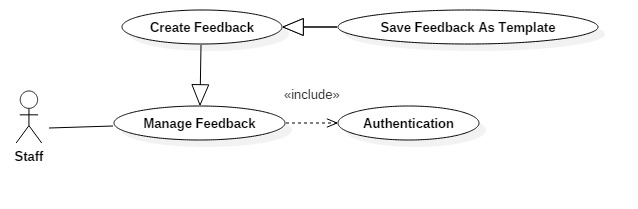 Create Feedback
Save Feedback As Template
«include»
Manage Feedback
Authentication
Staff